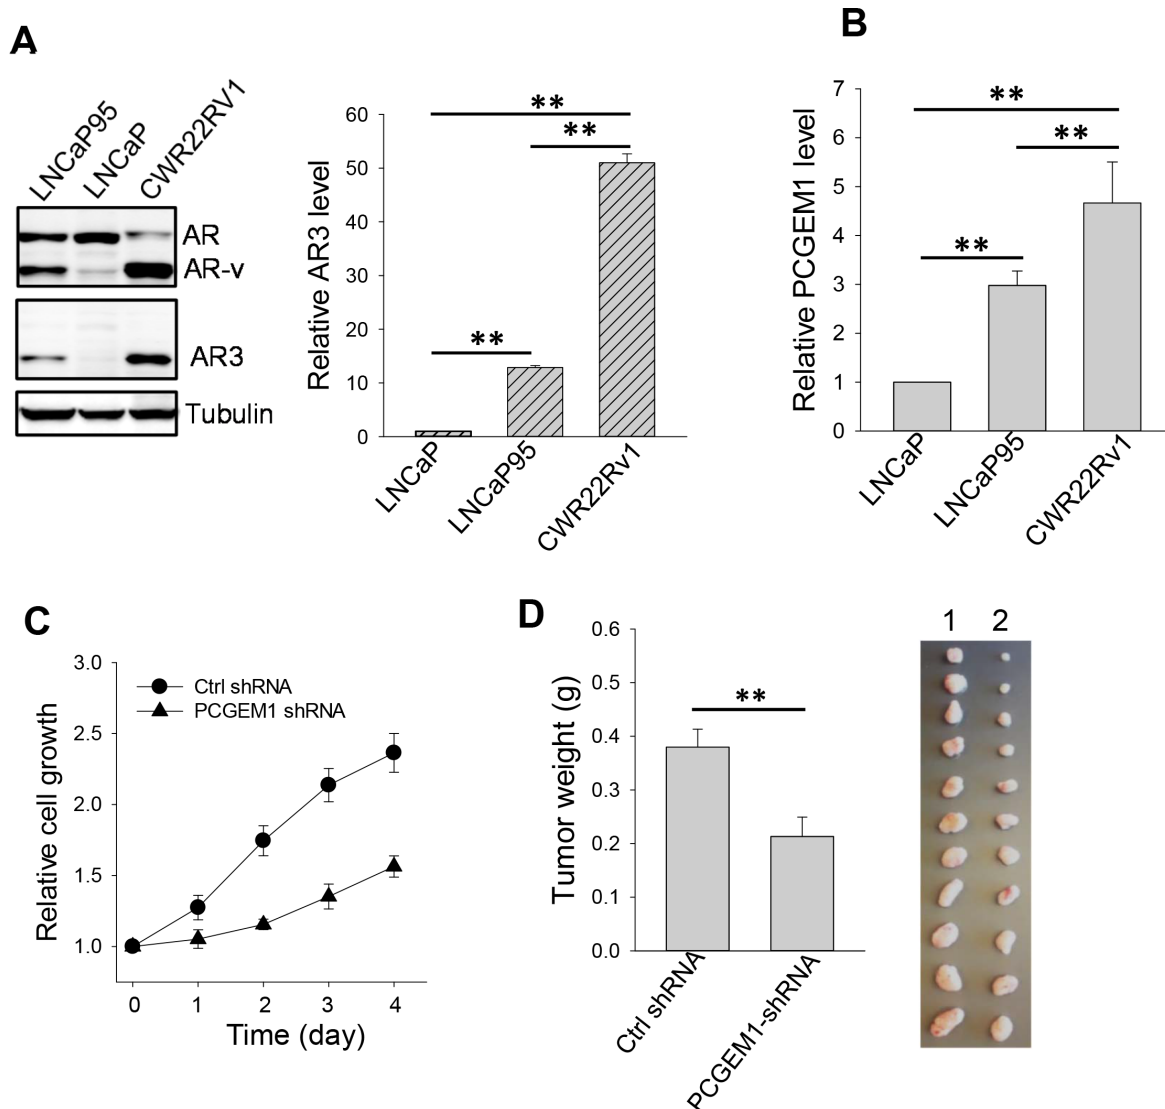 A
LNCaP95
LNCaP
CWR22RV1
AR
AR-v
AR3
Tubulin
Relative AR3 level
60
50
40
30
20
10
0
**
**
**
LNCaP
LNCaP95
CWR22Rv1
B
Relative PCGEM1 level
7
6
5
4
3
2
1
0
**
**
**
LNCaP
LNCaP95
CWR22Rv1
C
Relative cell growth
3.0
2.5
2.0
1.5
1.0
Ctrl shRNA
PCGEM1 shRNA
0 1 2 3 4
Time (day)
D
Tumor weight (g)
0.6
0.5
0.4
0.3
0.2
0.1
0.0
**
Ctrl shRNA
PCGEM1-shRNA
1 2